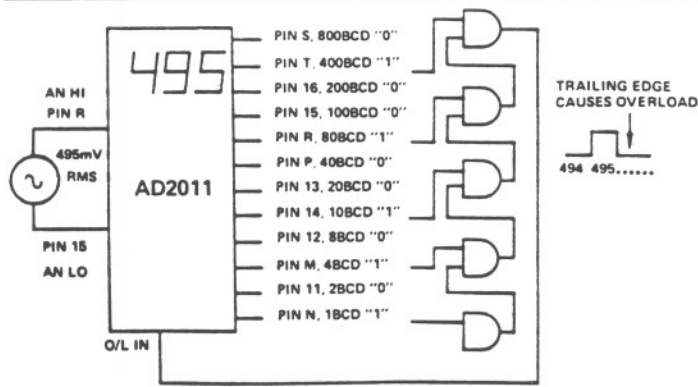 495
AN HI
PIN R
495mV
RMS
PIN 15
AN LO
AD2011
O/L IN
PIN S, 800BCD "0"
PIN T, 400BCD "1"
PIN 16, 200BCD "0"
PIN 15, 100BCD "0"
PIN R, 80BCD "1"
PIN P, 40BCD "0"
PIN 13, 20BCD "0"
PIN 14, 10BCD "1"
PIN 12, 8BCD "0"
PIN M, 4BCD "1"
PIN 11, 2BCD "0"
PIN N, 1BCD "1"
TRAILING EDGE
CAUSES OVERLOAD
494 495......